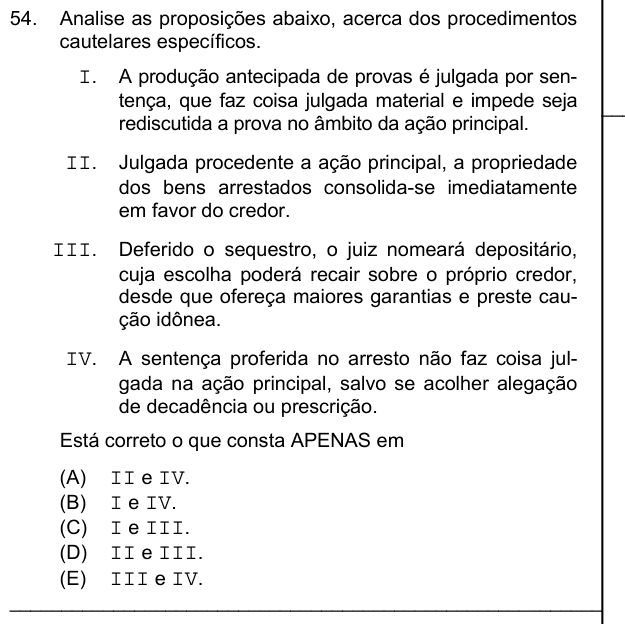 54. Analise as proposições abaixo, acerca dos procedimentos
cautelares específicos.
I. A produção antecipada de provas é julgada por sen-
tença, que faz coisa julgada material e impede seja
rediscutida a prova no âmbito da ação principal.
II. Julgada procedente a ação principal, a propriedade
dos bens arrestados consolida-se imediatamente
em favor do credor.
III. Deferido o sequestro, o juiz nomeará depositário,
cuja escolha poderá recair sobre o próprio credor,
desde que ofereça maiores garantias e preste cau-
ção idônea.
IV. A sentença proferida no arresto não faz coisa jul-
gada na ação principal, salvo se acolher alegação
de decadência ou prescrição.
Está correto o que consta APENAS em
(A) II e IV.
(B) I e IV.
(C) I e III.
(D) II e III.
(E) III e IV.